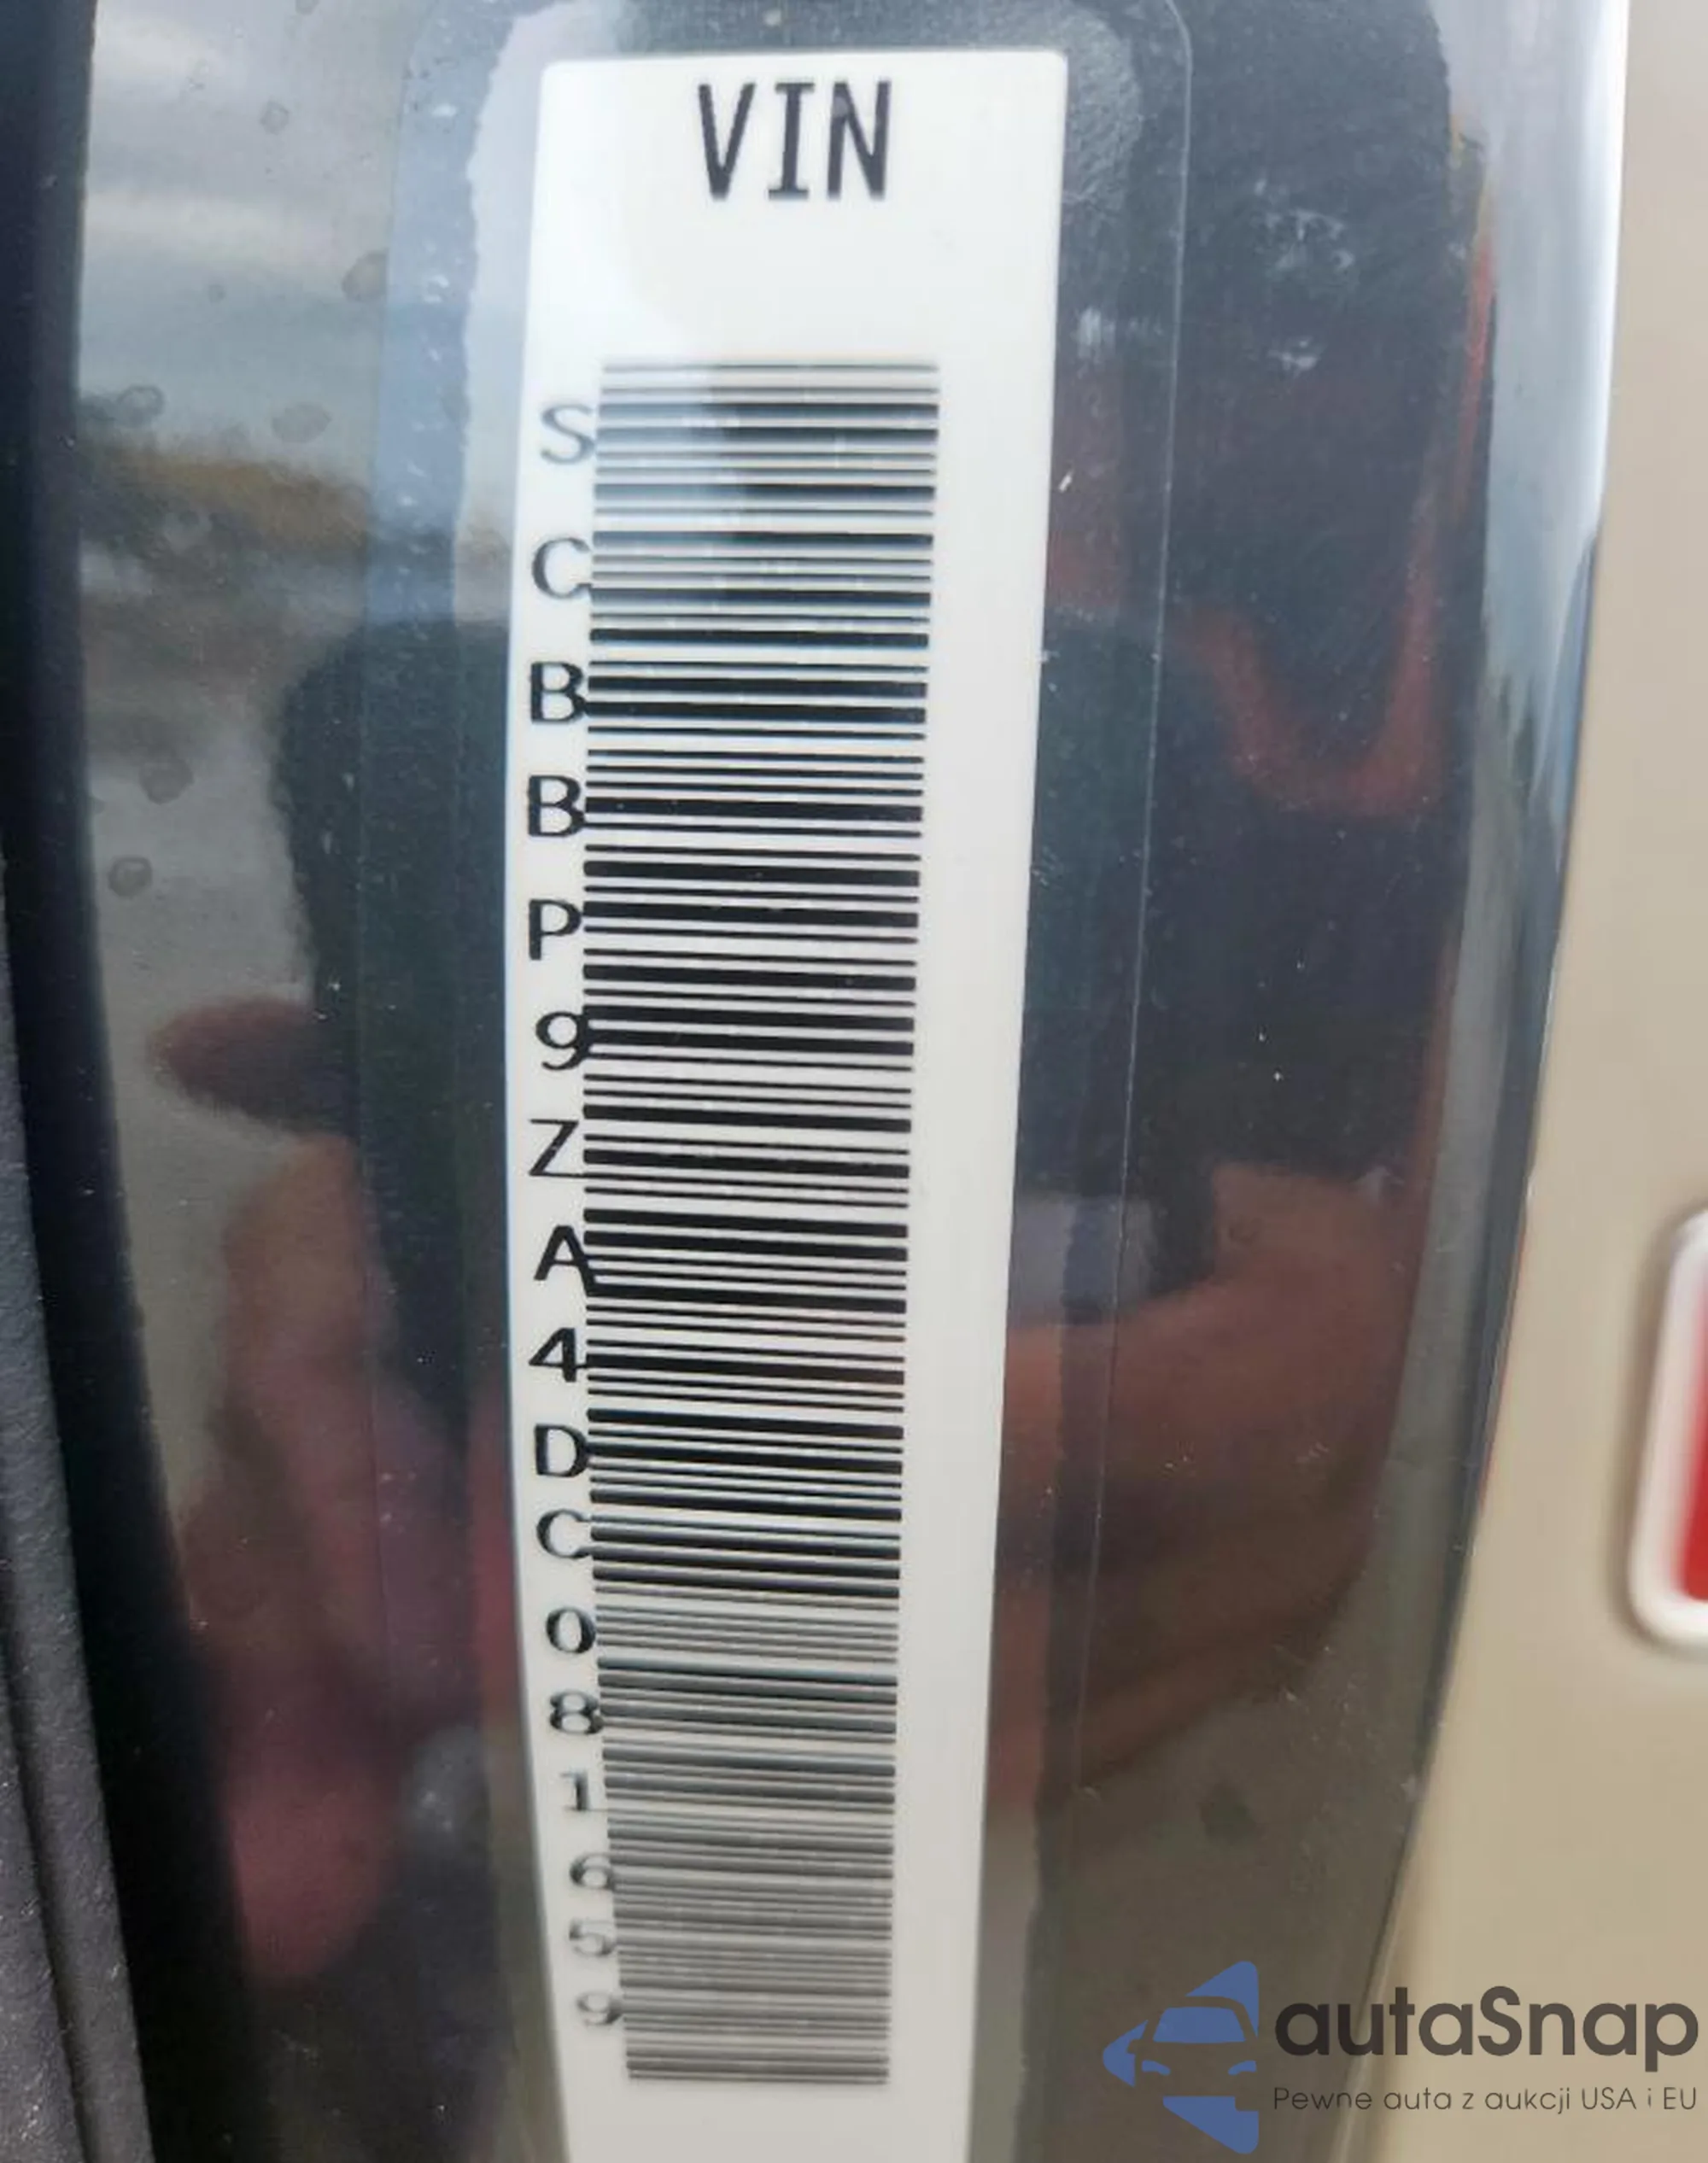 VIN
SCBBP9ZA4DC081659
autaSnap
Pewne auta z aukcji USA i EU